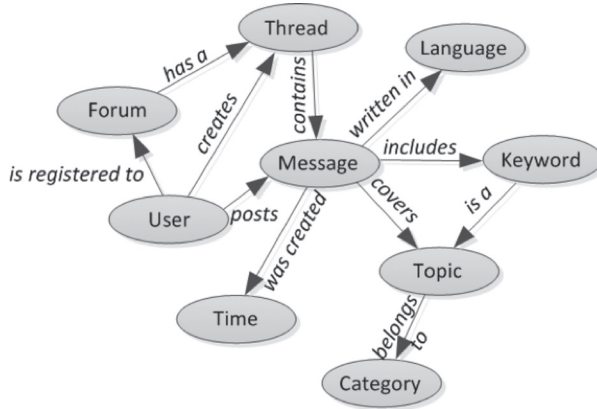 Thread
Language
has a
Forum
creates
contains
written in
includes
Message
Keyword
is registered to
covers
is a
User
posts
was created
Topic
Time
belongs
to
Category